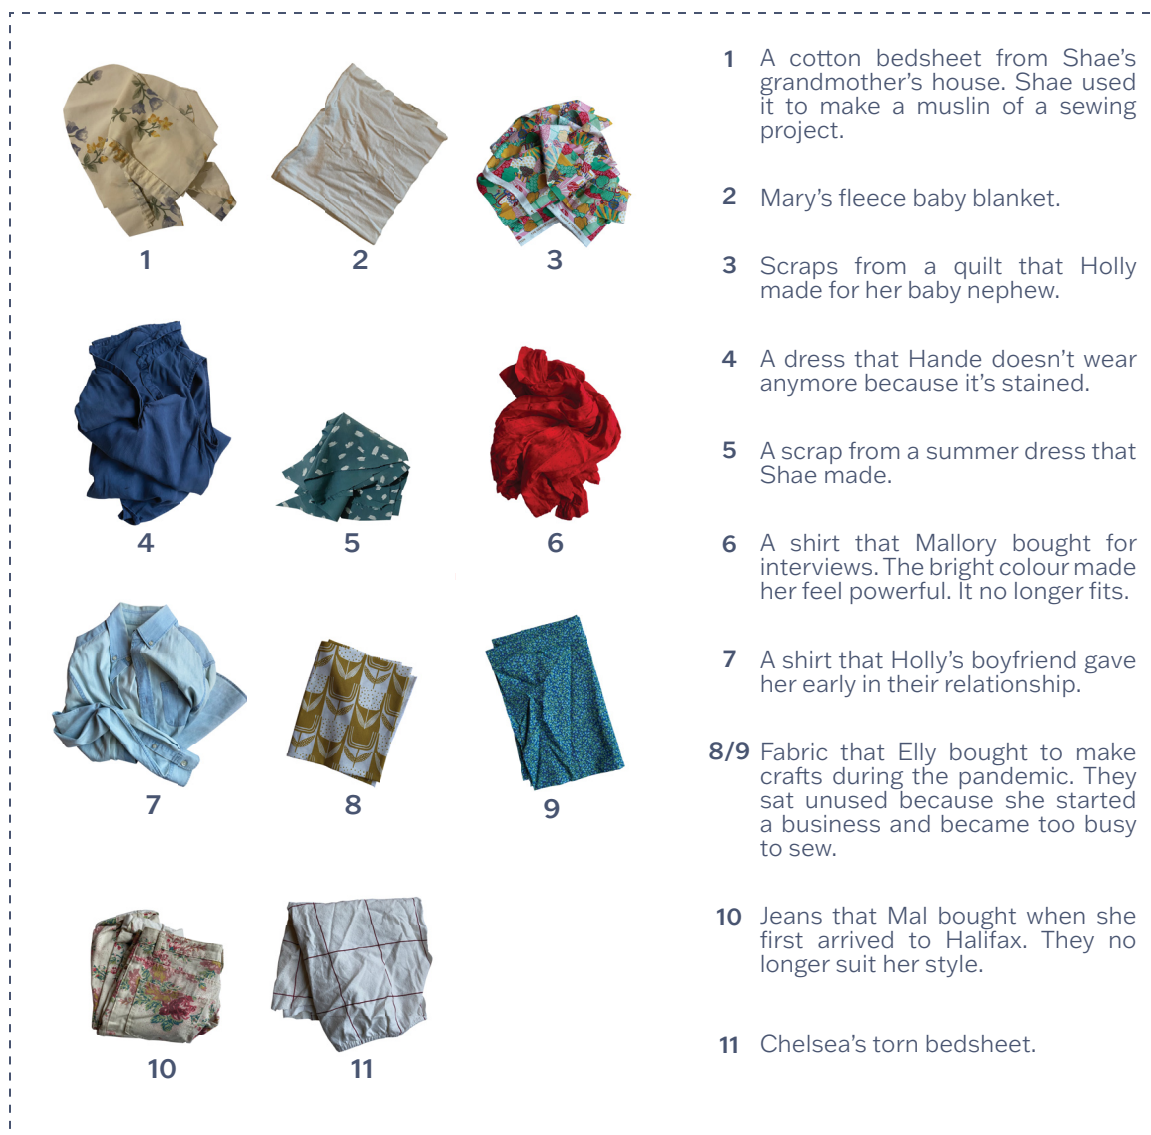 1
2
3
4
5
6
7
8
9
10
11
1 A cotton bedsheet from Shae’s
grandmother’s house. Shae used
it to make a muslin of a sewing
project.
2 Mary’s fleece baby blanket.
3 Scraps from a quilt that Holly
made for her baby nephew.
4 A dress that Hande doesn’t wear
anymore because it’s stained.
5 A scrap from a summer dress that
Shae made.
6 A shirt that Mallory bought for
interviews. The bright colour made
her feel powerful. It no longer fits.
7 A shirt that Holly’s boyfriend gave
her early in their relationship.
8/9 Fabric that Elly bought to make
crafts during the pandemic. They
sat unused because she started
a business and became too busy
to sew.
10 Jeans that Mal bought when she
first arrived to Halifax. They no
longer suit her style.
11 Chelsea’s torn bedsheet.